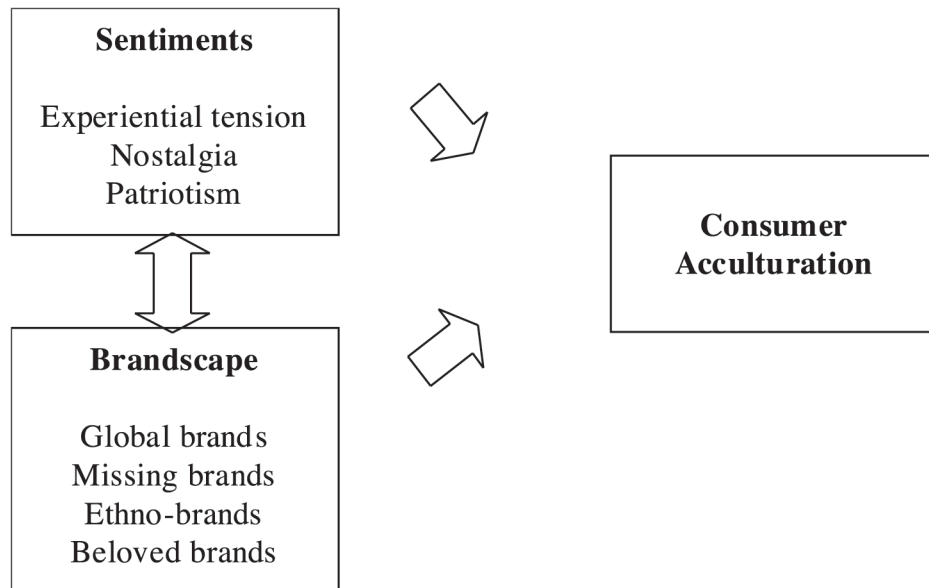 Sentiments
Experiential tension
Nostalgia
Patriotism
Consumer
Acculturation
Brandscape
Global brands
Missing brands
Ethno-brands
Beloved brands